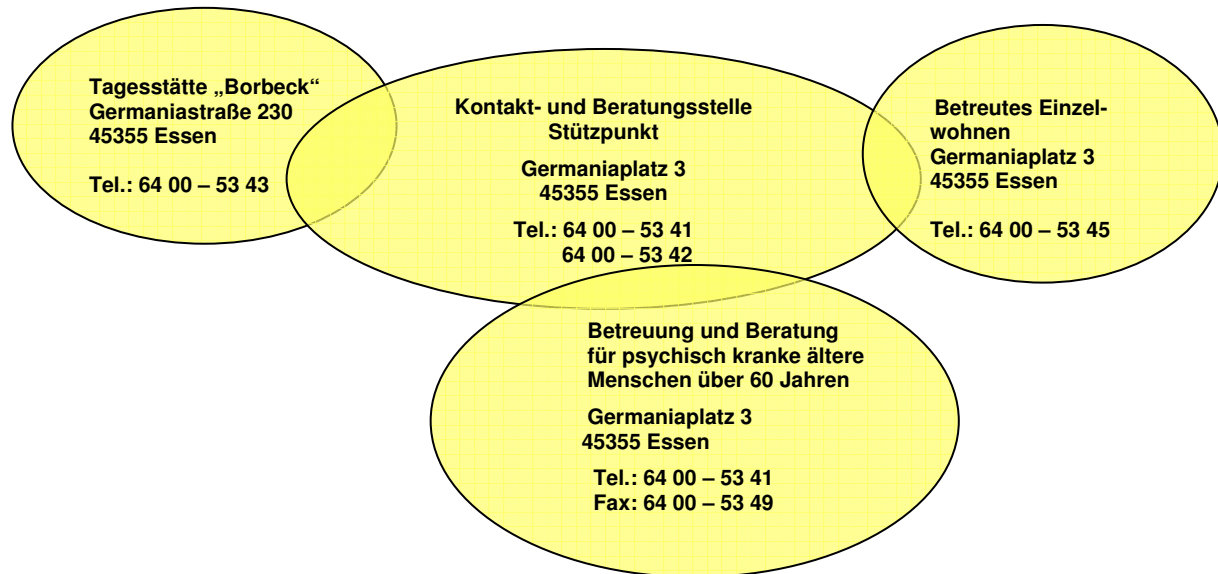 Tagesstätte „Borbeck“
Germaniastraße 230
45355 Essen
Tel.: 64 00 – 53 43
Kontakt- und Beratungsstelle
Stützpunkt
Germaniaplatz 3
45355 Essen
Tel.: 64 00 – 53 41
64 00 – 53 42
Betreutes Einzel-
wohnen
Germaniaplatz 3
45355 Essen
Tel.: 64 00 – 53 45
Betreuung und Beratung
für psychisch kranke ältere
Menschen über 60 Jahren
Germaniaplatz 3
45355 Essen
Tel.: 64 00 – 53 41
Fax: 64 00 – 53 49